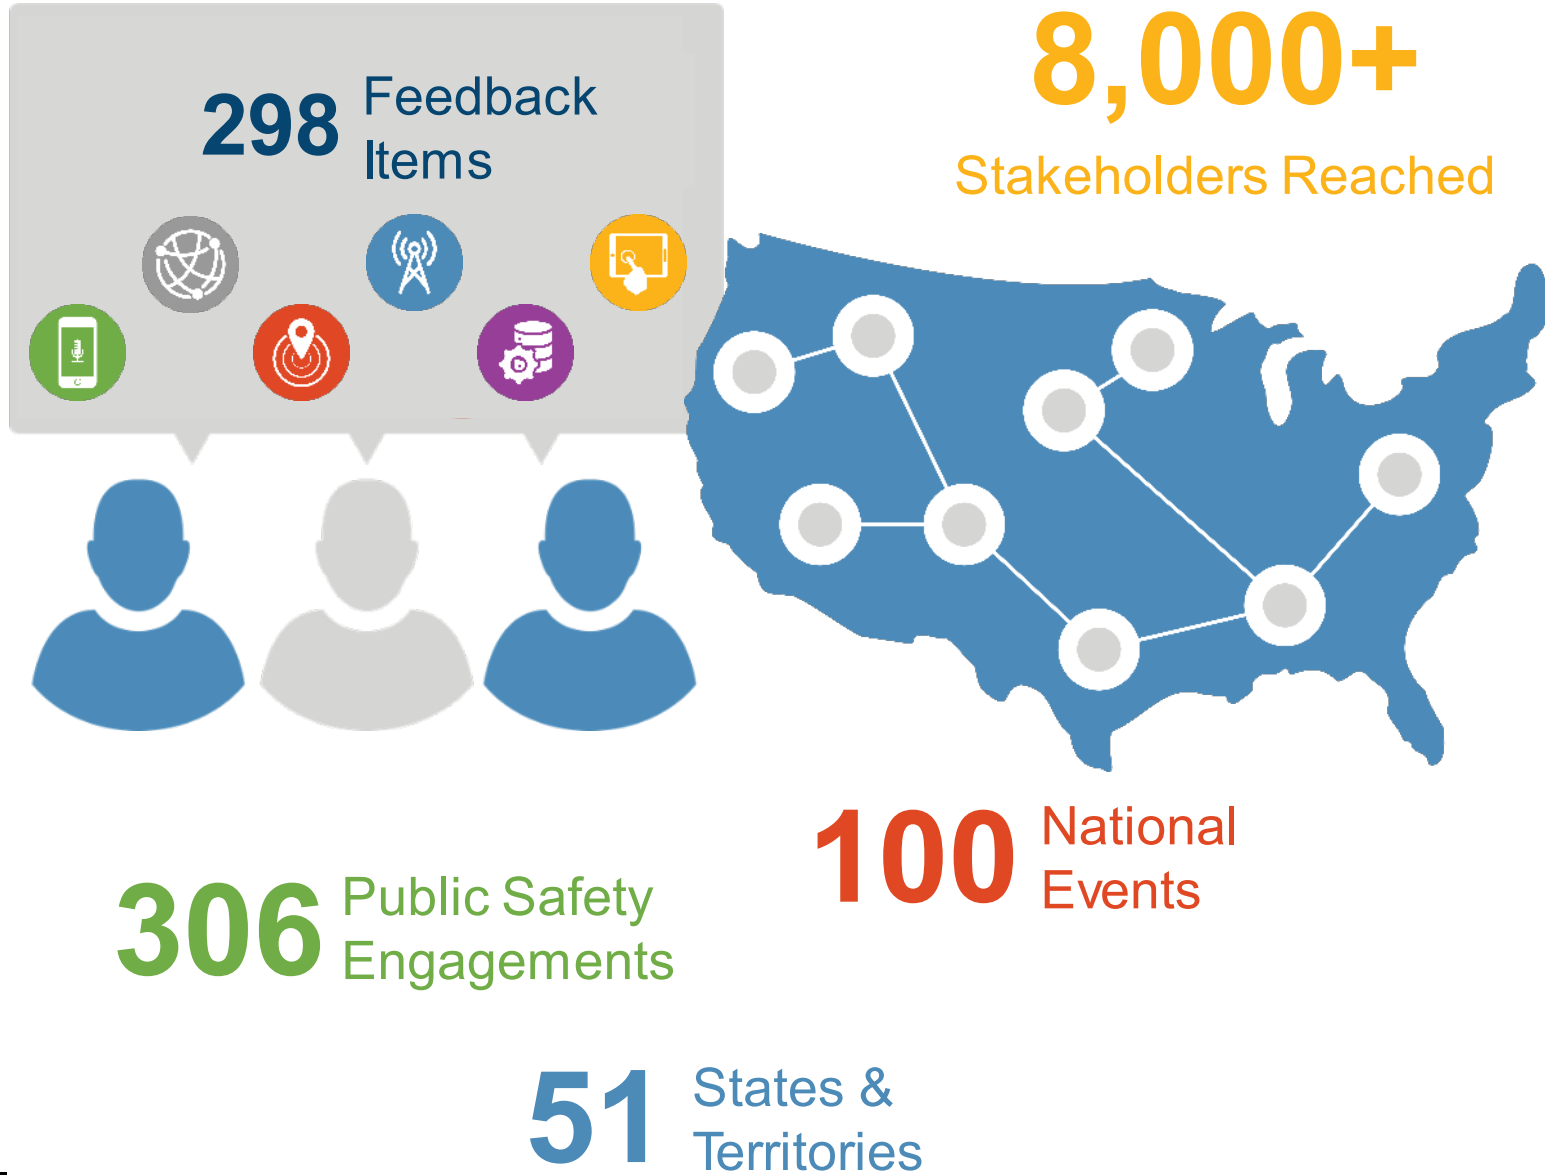 298 Feedback
Items
8,000+
Stakeholders Reached
100 National
Events
306 Public Safety
Engagements
51 States &
Territories